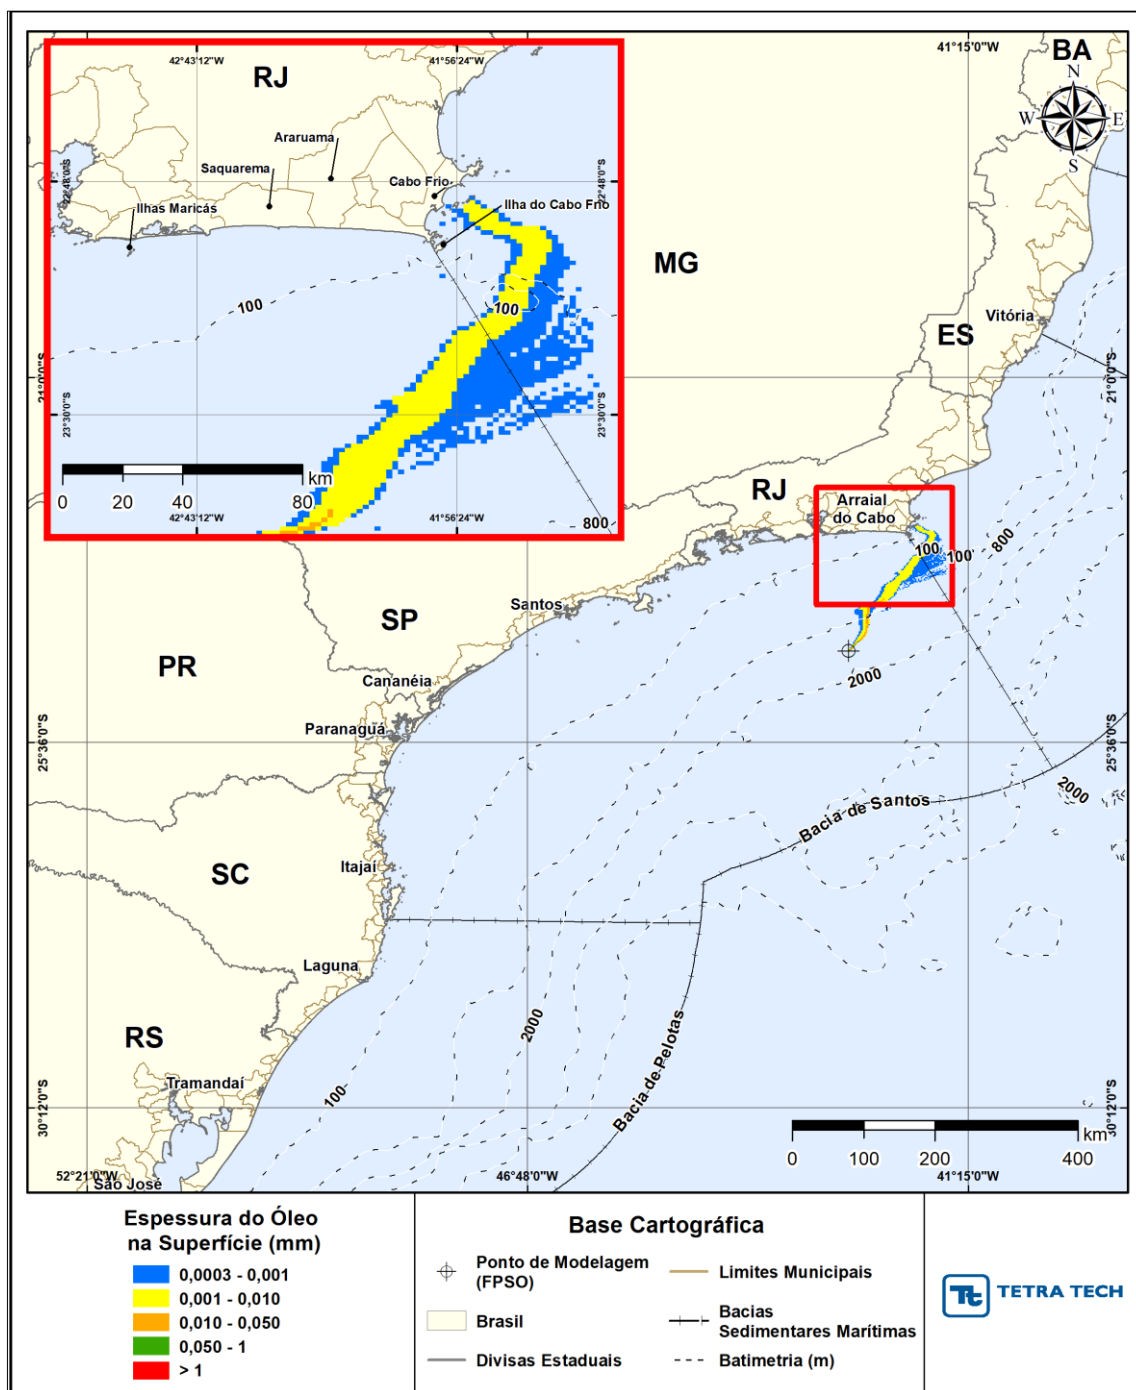 42°43'12"W
41°56'24"W
RJ
Araruama
Saquarema
Ilhas Maricás
Cabo Frio
Ilha do Cabo Frio
22°48'0"S
22°48'0"S
100
100
23°30'0"S
23°30'0"S
km
0
20
40
80
42°43'12"W
41°56'24"W
800
41°15'0"W
BA
N
W
E
S
MG
ES
Vitória
21°0'0"S
21°0'0"S
RJ
Arraial
do Cabo
100
100
800
2000
SP
Santos
PR
Cananéia
Paranaguá
25°36'0"S
25°36'0"S
2000
Bacia de Santos
SC
Itajaí
Laguna
2000
Bacia de Pelotas
RS
Tramandaí
100
30°12'0"S
30°12'0"S
km
0
100
200
400
52°21'0"W
46°48'0"W
41°15'0"W
São José
Espessura do Óleo
na Superfície (mm)
0,0003 - 0,001
0,001 - 0,010
0,010 - 0,050
0,050 - 1
> 1
Base Cartográfica
Ponto de Modelagem
(FPSO)
Brasil
Divisas Estaduais
Limites Municipais
Bacias
Sedimentares Marítimas
Batimetria (m)
Tt
TETRA TECH